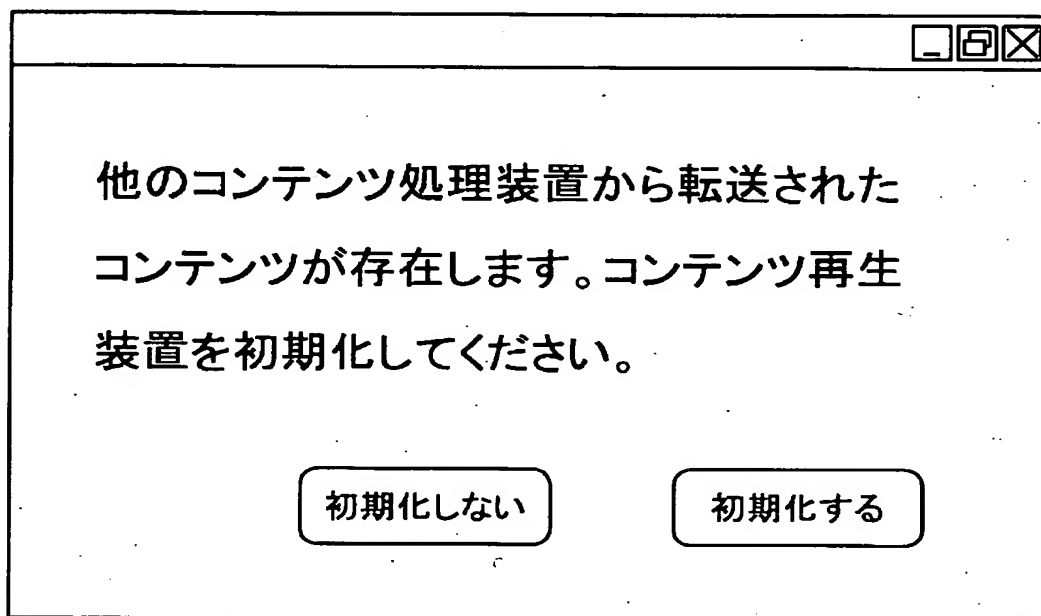 他のコンテンツ処理装置から転送された
コンテンツが存在します。コンテンツ再生
装置を初期化してください。
初期化しない
初期化する